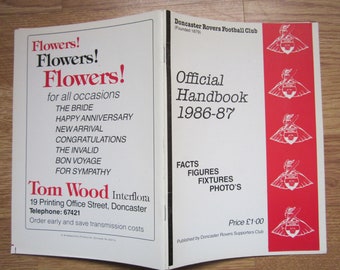 Flowers!
Flowers!
Flowers!
for all occasions
THE BRIDE
HAPPY ANNIVERSARY
NEW ARRIVAL
CONGRATULATIONS
THE INVALID
BON VOYAGE
FOR SYMPATHY
Tom Wood Interflora
19 Printing Office Street, Doncaster
Telephone: 67421
Order early and save transmission costs
Doncaster Rovers Football Club
(Founded 1879)
Official
Handbook
1986-87
FACTS
FIGURES
FIXTURES
PHOTO'S
Price £1·00
Published by Doncaster Rovers Supporters Club